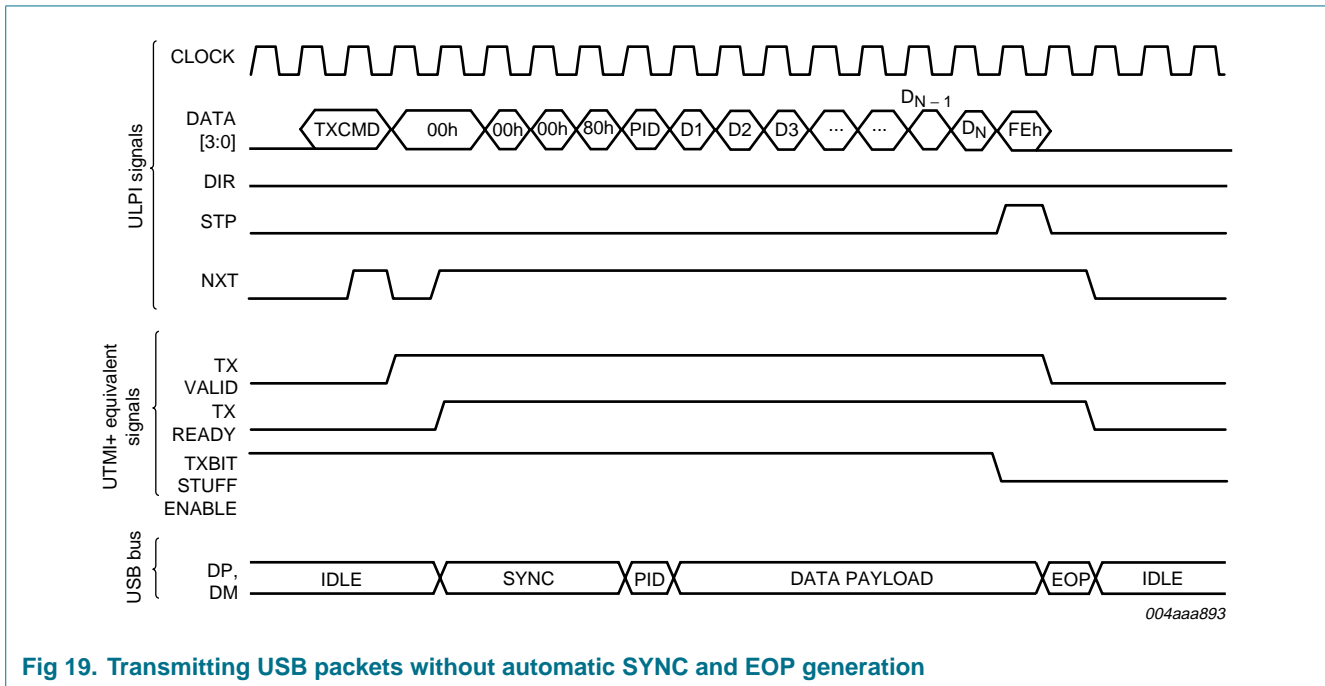 CLOCK
DATA
[3:0]
TXCMD
00h
00h
00h
80h
PID
D1
D2
D3
...
...
DN – 1
DN
FEh
DIR
STP
NXT
ULPI signals
TX
VALID
TX
READY
TXBIT
STUFF
ENABLE
UTMI+ equivalent
signals
DP,
DM
USB bus
IDLE
SYNC
PID
DATA PAYLOAD
EOP
IDLE
004aaa893
Fig 19. Transmitting USB packets without automatic SYNC and EOP generation